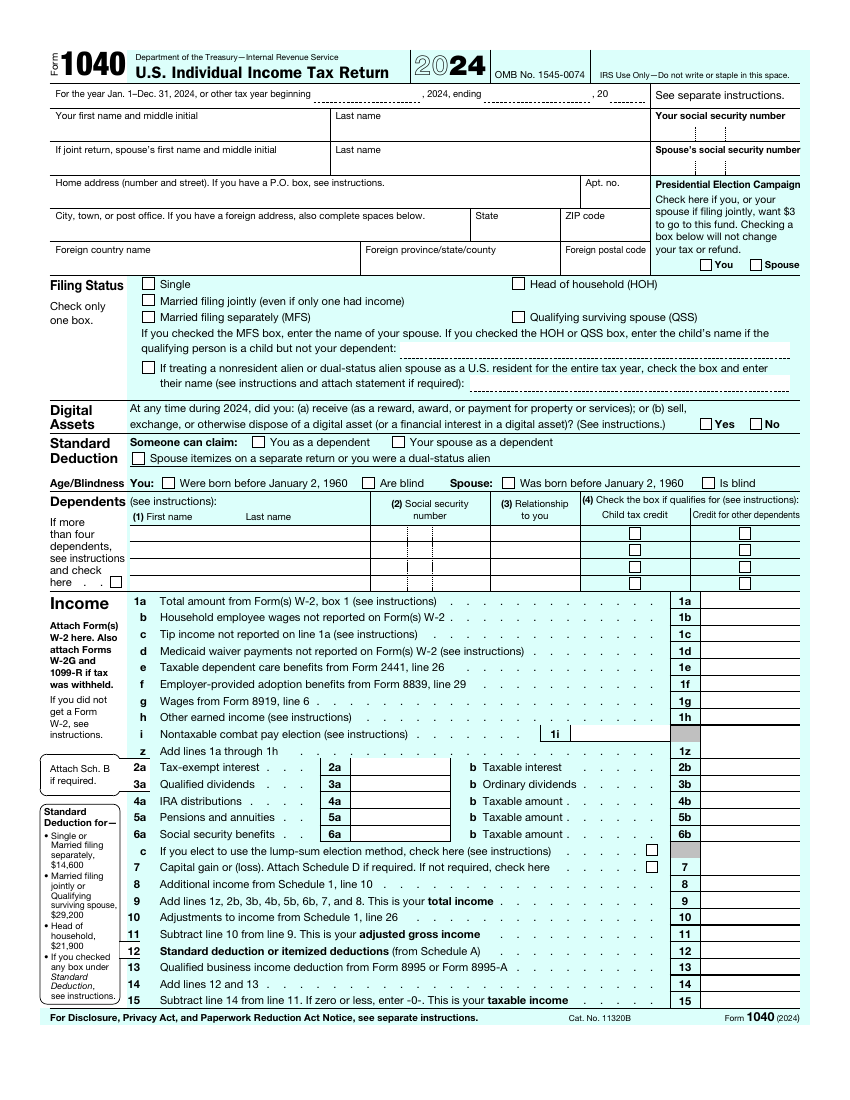 Form 1040 Department of the Treasury—Internal Revenue Service
U.S. Individual Income Tax Return 2024 OMB No. 1545-0074 IRS Use Only—Do not write or staple in this space.
For the year Jan. 1–Dec. 31, 2024, or other tax year beginning , 2024, ending , 20 See separate instructions.
Your first name and middle initial Last name Your social security number
If joint return, spouse's first name and middle initial Last name Spouse's social security number
Home address (number and street). If you have a P.O. box, see instructions. Apt. no.
City, town, or post office. If you have a foreign address, also complete spaces below. State ZIP code
Foreign country name Foreign province/state/county Foreign postal code
Presidential Election Campaign
Check here if you, or your
spouse if filing jointly, want $3
to go to this fund. Checking a
box below will not change
your tax or refund.
You Spouse
Filing Status
Check only
one box.
Single Head of household (HOH)
Married filing jointly (even if only one had income)
Married filing separately (MFS) Qualifying surviving spouse (QSS)
If you checked the MFS box, enter the name of your spouse. If you checked the HOH or QSS box, enter the child's name if the
qualifying person is a child but not your dependent:
If treating a nonresident alien or dual-status alien spouse as a U.S. resident for the entire tax year, check the box and enter
their name (see instructions and attach statement if required):
Digital
Assets
At any time during 2024, did you: (a) receive (as a reward, award, or payment for property or services); or (b) sell,
exchange, or otherwise dispose of a digital asset (or a financial interest in a digital asset)? (See instructions.) Yes No
Standard
Deduction
Someone can claim: You as a dependent Your spouse as a dependent
Spouse itemizes on a separate return or you were a dual-status alien
Age/Blindness You: Were born before January 2, 1960 Are blind Spouse: Was born before January 2, 1960 Is blind
Dependents (see instructions):
(1) First name Last name
(2) Social security
number
(3) Relationship
to you
(4) Check the box if qualifies for (see instructions):
Child tax credit Credit for other dependents
If more
than four
dependents,
see instructions
and check
here . .
Income
Attach Form(s)
W-2 here. Also
attach Forms
W-2G and
1099-R if tax
was withheld.
If you did not
get a Form
W-2, see
instructions.
1a Total amount from Form(s) W-2, box 1 (see instructions) 1a
b Household employee wages not reported on Form(s) W-2 1b
c Tip income not reported on line 1a (see instructions) 1c
d Medicaid waiver payments not reported on Form(s) W-2 (see instructions) 1d
e Taxable dependent care benefits from Form 2441, line 26 1e
f Employer-provided adoption benefits from Form 8839, line 29 1f
g Wages from Form 8919, line 6 1g
h Other earned income (see instructions) 1h
i Nontaxable combat pay election (see instructions) 1i
z Add lines 1a through 1h 1z
Attach Sch. B
if required.
2a Tax-exempt interest 2a b Taxable interest 2b
3a Qualified dividends 3a b Ordinary dividends 3b
4a IRA distributions 4a b Taxable amount 4b
5a Pensions and annuities 5a b Taxable amount 5b
6a Social security benefits 6a b Taxable amount 6b
c If you elect to use the lump-sum election method, check here (see instructions)
7 Capital gain or (loss). Attach Schedule D if required. If not required, check here 7
8 Additional income from Schedule 1, line 10 8
9 Add lines 1z, 2b, 3b, 4b, 5b, 6b, 7, and 8. This is your total income 9
10 Adjustments to income from Schedule 1, line 26 10
11 Subtract line 10 from line 9. This is your adjusted gross income 11
12 Standard deduction or itemized deductions (from Schedule A) 12
13 Qualified business income deduction from Form 8995 or Form 8995-A 13
14 Add lines 12 and 13 14
15 Subtract line 14 from line 11. If zero or less, enter -0-. This is your taxable income 15
Standard
Deduction for—
• Single or
Married filing
separately,
$14,600
• Married filing
jointly or
Qualifying
surviving spouse,
$29,200
• Head of
household,
$21,900
• If you checked
any box under
Standard
Deduction,
see instructions.
For Disclosure, Privacy Act, and Paperwork Reduction Act Notice, see separate instructions. Cat. No. 11320B Form 1040 (2024)